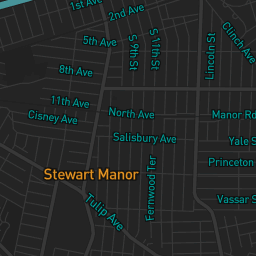 1st Ave
2nd Ave
Clinch Ave
5th Ave
S 9th St
S 11th St
Lincoln St
8th Ave
11th Ave
North Ave
Manor Rd
Cisney Ave
Salisbury Ave
Yale S
Princeton
Stewart Manor
Fernwood Ter
Vassar S
Tulip Ave